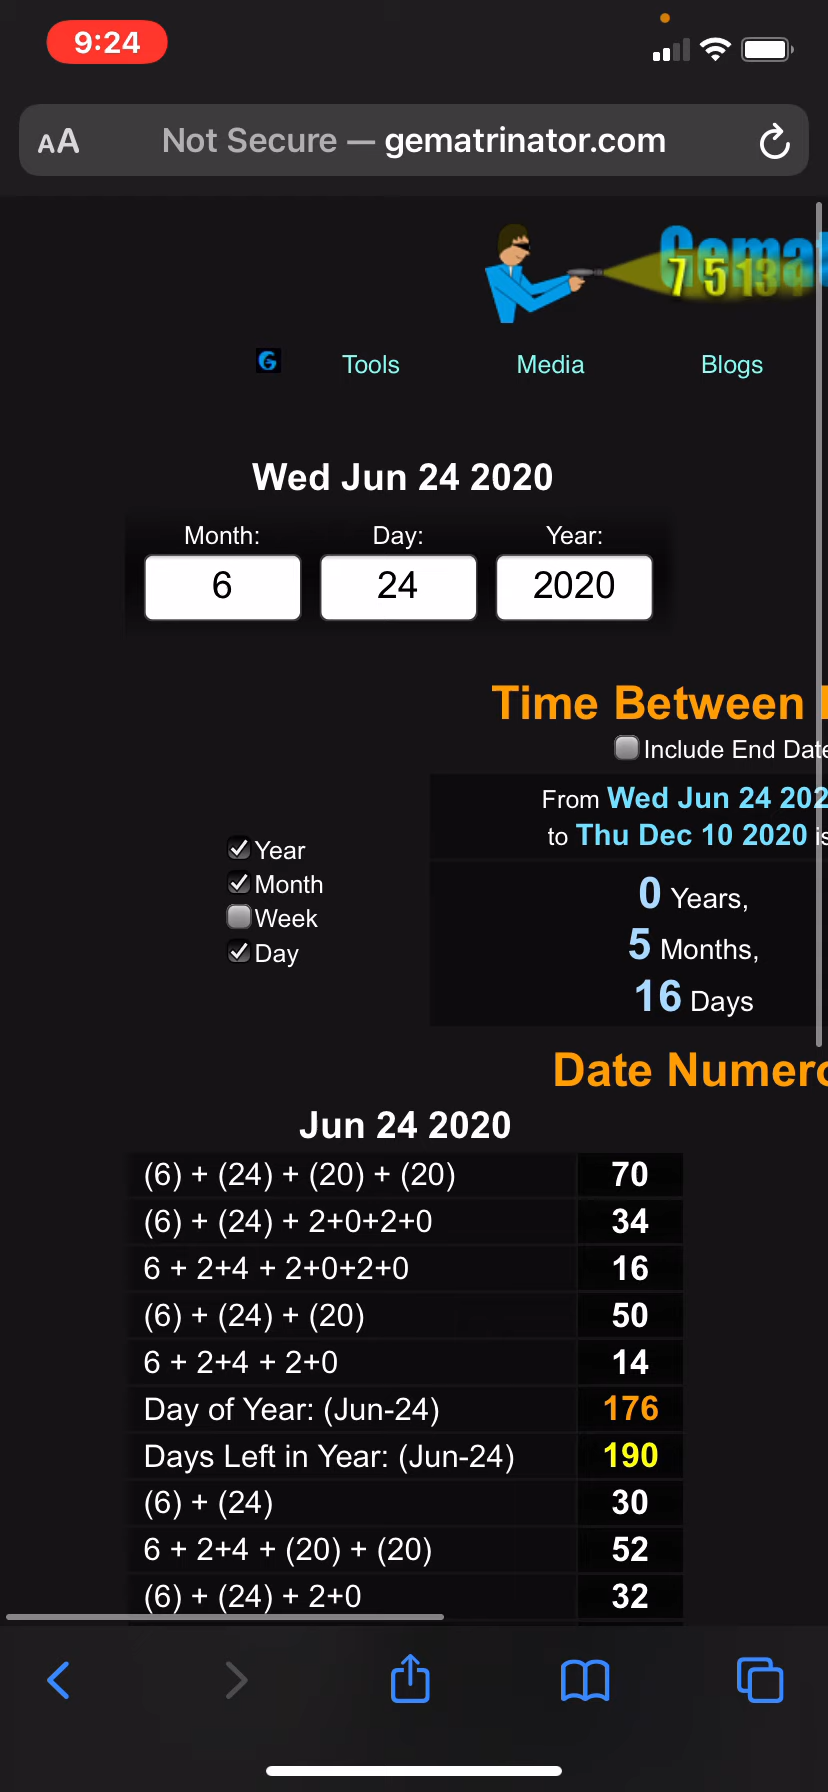 9:24
AA Not Secure — gematrinator.com
7 5 13
G Tools Media Blogs
Wed Jun 24 2020
Month: Day: Year:
6 24 2020
Time Between
Include End Date
From Wed Jun 24 202
to Thu Dec 10 2020 is
Year
Month
Week
Day
0 Years,
5 Months,
16 Days
Date Numero
Jun 24 2020
(6) + (24) + (20) + (20) 70
(6) + (24) + 2+0+2+0 34
6 + 2+4 + 2+0+2+0 16
(6) + (24) + (20) 50
6 + 2+4 + 2+0 14
Day of Year: (Jun-24) 176
Days Left in Year: (Jun-24) 190
(6) + (24) 30
6 + 2+4 + (20) + (20) 52
(6) + (24) + 2+0 32